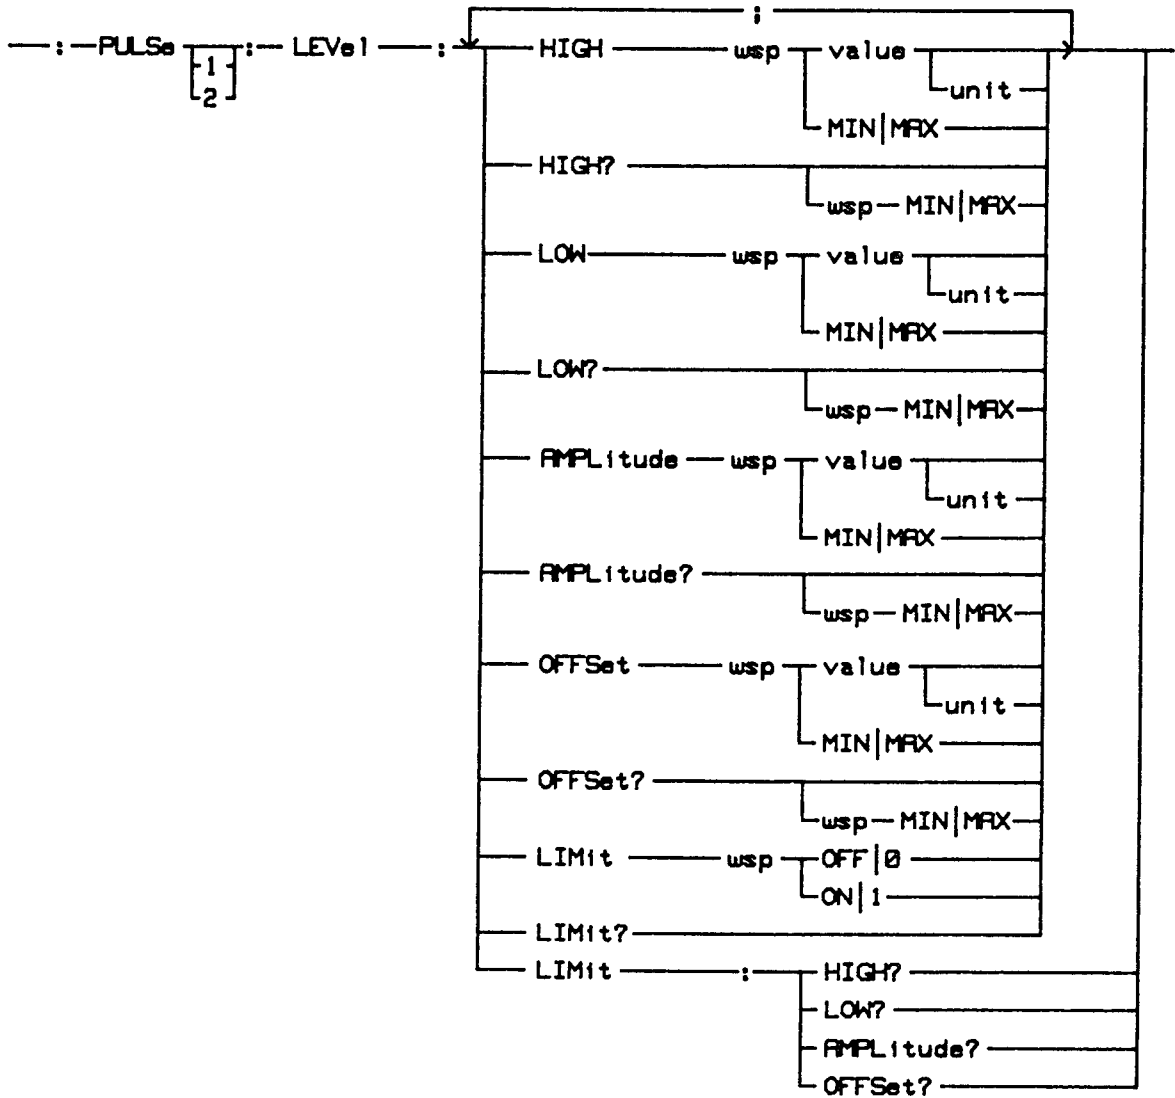 ;
: PULSe : LEVel : HIGH wsp value
1
2
unit
MIN|MAX
HIGH?
wsp MIN|MAX
LOW wsp value
unit
MIN|MAX
LOW?
wsp MIN|MAX
AMPLitude wsp value
unit
MIN|MAX
AMPLitude?
wsp MIN|MAX
OFFSet wsp value
unit
MIN|MAX
OFFSet?
wsp MIN|MAX
LIMit wsp OFF|0
ON|1
LIMit?
LIMit : HIGH?
LOW?
AMPLitude?
OFFSet?